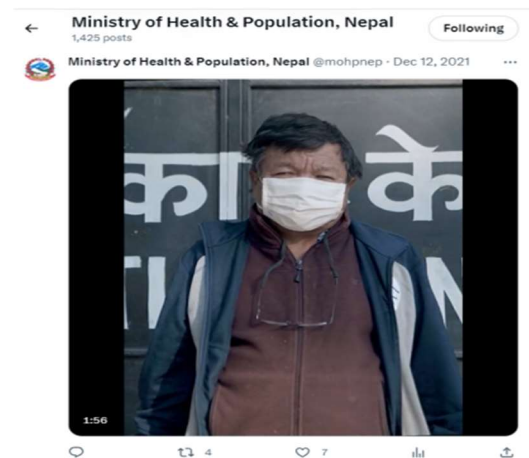 Ministry of Health & Population, Nepal
Following
1,425 posts
Ministry of Health & Population, Nepal @mohpnep · Dec 12, 2021
का के
1:56
4
7